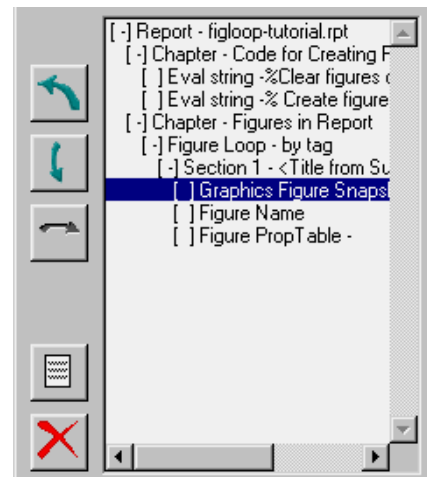 [-] Report - figloop-tutorial.rpt
[-] Chapter - Code for Creating
[ ] Eval string -%Clear figures
[ ] Eval string -% Create figure
[-] Chapter - Figures in Report
[-] Figure Loop - by tag
[-] Section 1 - <Title from Su
[ ] Graphics Figure Snaps
[ ] Figure Name
[ ] Figure PropTable -